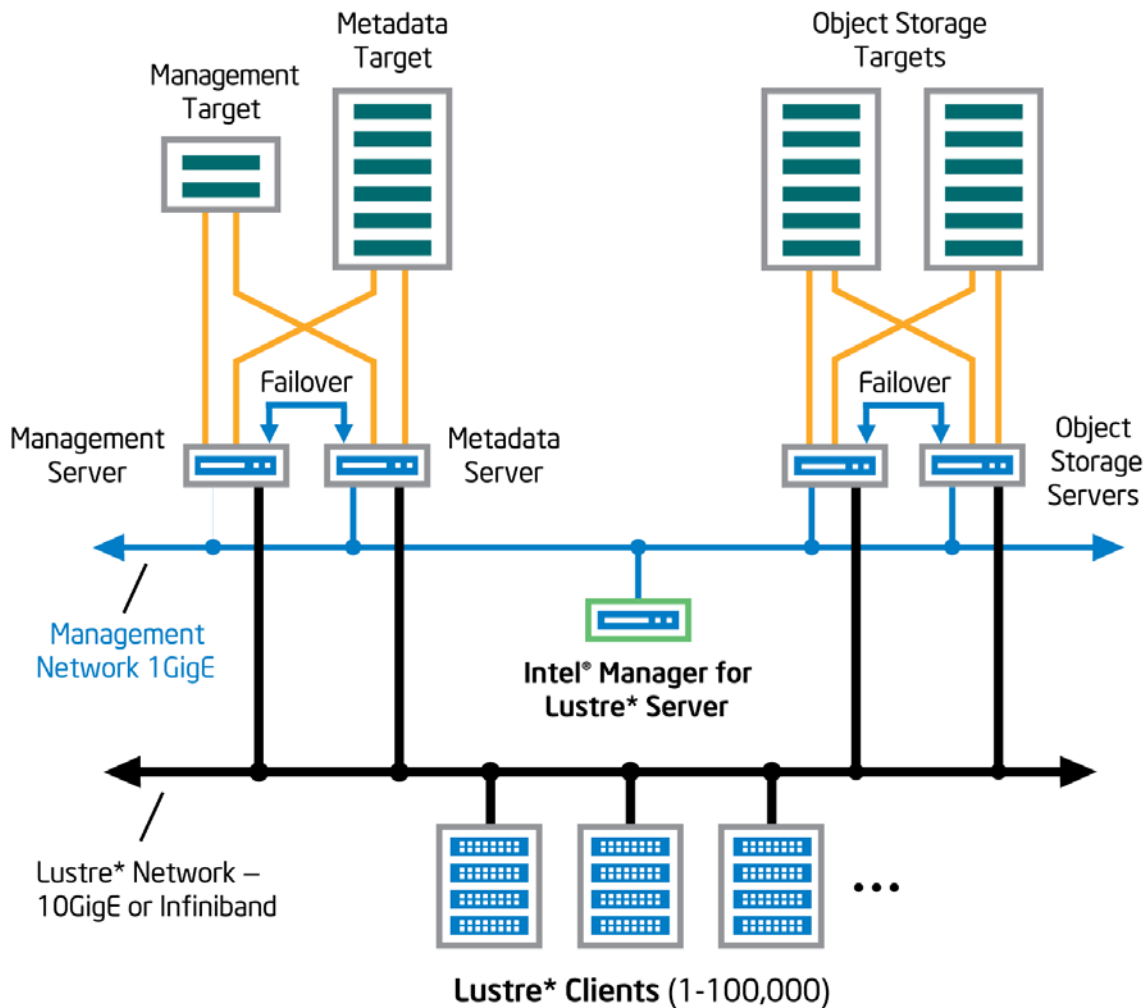 Metadata
Target
Object Storage
Targets
Management
Target
Failover
Failover
Management
Server
Metadada
Server
Object
Storage
Servers
Management
Network 1GigE
Intel® Manager for
Lustre* Server
Lustre* Network –
10GigE or Infiniband
Lustre* Clients (1-100,000)